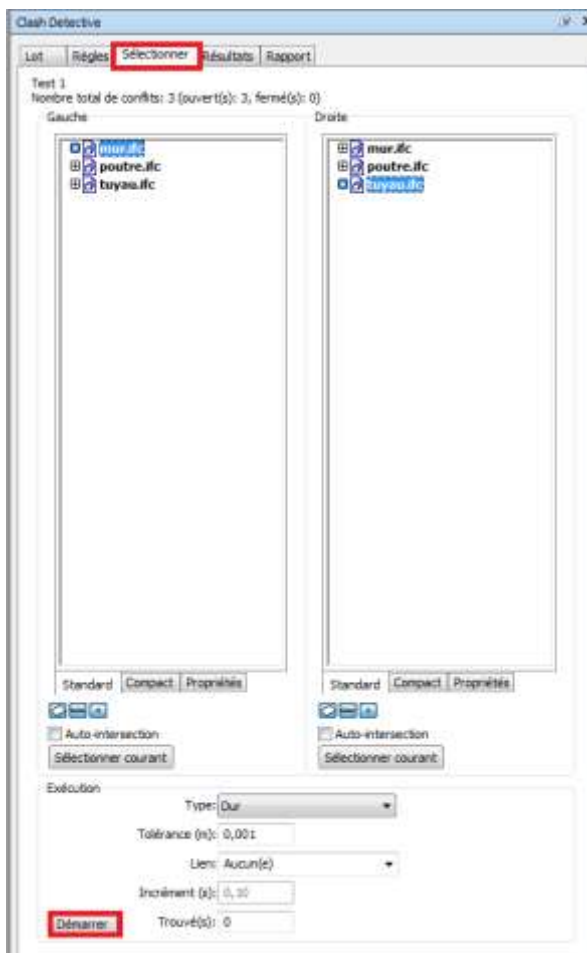 Clash Detective
Lot Règles Sélectionner Résultats Rapport
Test 1
Nombre total de conflits: 3 (ouvert(s): 3, fermé(s): 0)
Gauche
mur.ifc
poutre.ifc
tuyau.ifc
Standard Compact Propriétés
Auto-intersection
Sélectionner courant
Droite
mur.ifc
poutre.ifc
tuyau.ifc
Standard Compact Propriétés
Auto-intersection
Sélectionner courant
Exécution
Type: Dur
Tolérance (m): 0,001
Lien: Aucun(e)
Incrément (s): 0,10
Démarrer Trouvé(s): 0